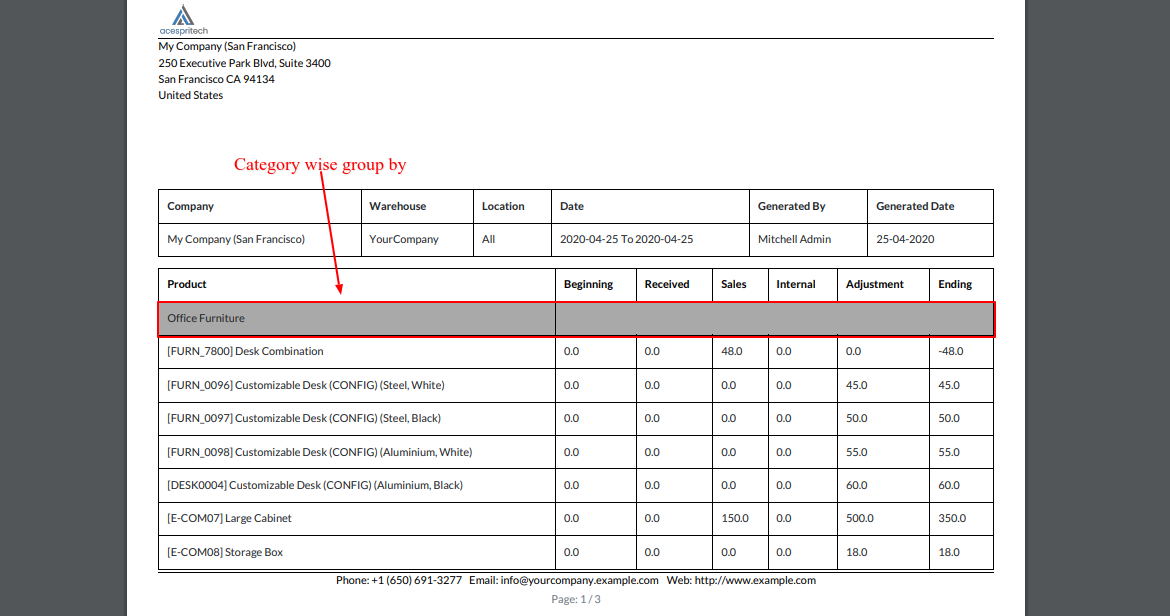 acespritech
My Company (San Francisco)
250 Executive Park Blvd, Suite 3400
San Francisco CA 94134
United States
Category wise group by
Company Warehouse Location Date Generated By Generated Date
My Company (San Francisco) YourCompany All 2020-04-25 To 2020-04-25 Mitchell Admin 25-04-2020
Product Beginning Received Sales Internal Adjustment Ending
Office Furniture
[FURN_7800] Desk Combination 0.0 0.0 48.0 0.0 0.0 -48.0
[FURN_0096] Customizable Desk (CONFIG) (Steel, White) 0.0 0.0 0.0 0.0 45.0 45.0
[FURN_0097] Customizable Desk (CONFIG) (Steel, Black) 0.0 0.0 0.0 0.0 50.0 50.0
[FURN_0098] Customizable Desk (CONFIG) (Aluminium, White) 0.0 0.0 0.0 0.0 55.0 55.0
[DESK0004] Customizable Desk (CONFIG) (Aluminium, Black) 0.0 0.0 0.0 0.0 60.0 60.0
[E-COM07] Large Cabinet 0.0 0.0 150.0 0.0 500.0 350.0
[E-COM08] Storage Box 0.0 0.0 0.0 0.0 18.0 18.0
Phone: +1 (650) 691-3277 Email: info@yourcompany.example.com Web: http://www.example.com
Page: 1 / 3